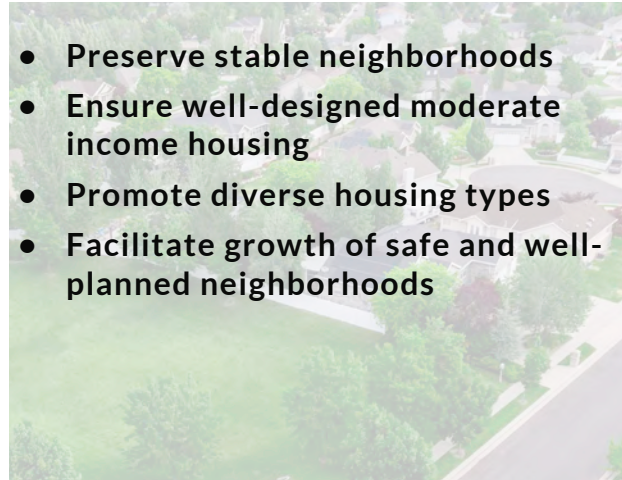 ● Preserve stable neighborhoods
● Ensure well-designed moderate
income housing
● Promote diverse housing types
● Facilitate growth of safe and well-
planned neighborhoods